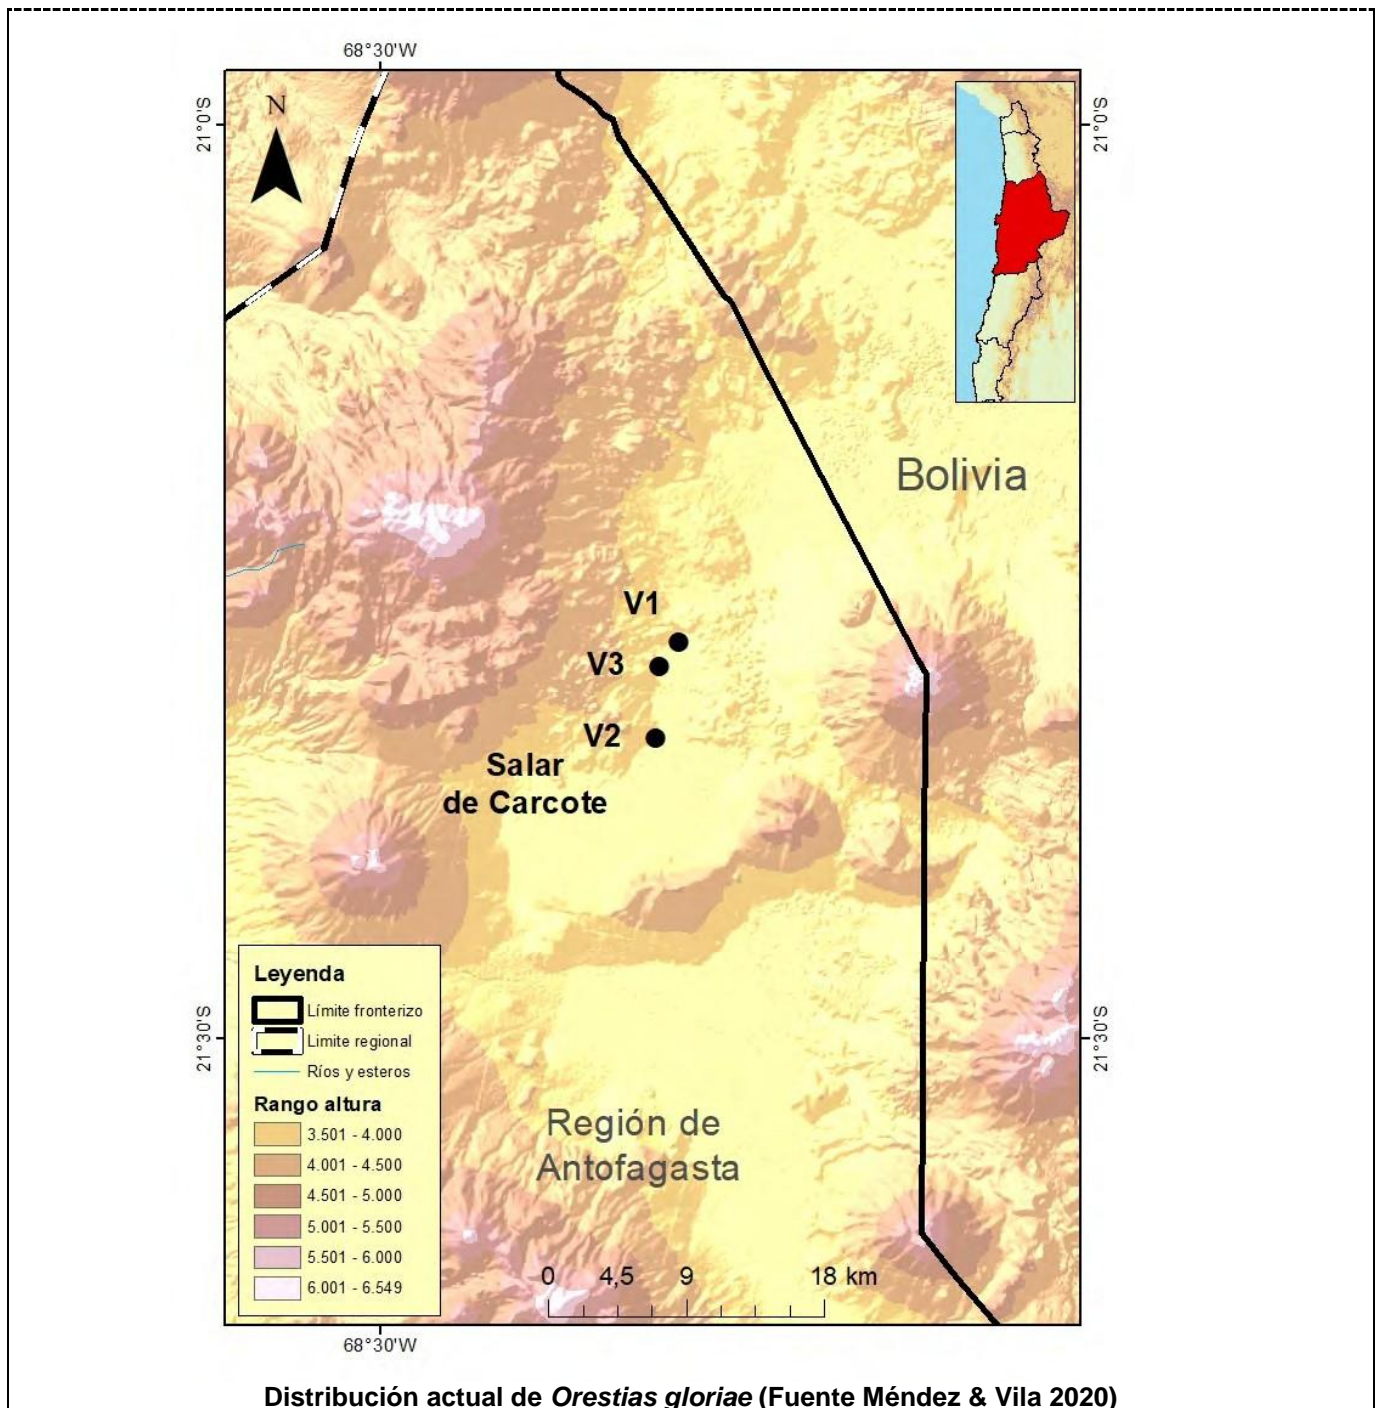 68°30'W
N
21°0'S
21°0'S
Bolivia
V1
V3
V2
Salar
de Carcote
Leyenda
Límite fronterizo
Limite regional
Ríos y esteros
Rango altura
3.501 - 4.000
4.001 - 4.500
4.501 - 5.000
5.001 - 5.500
5.501 - 6.000
6.001 - 6.549
21°30'S
21°30'S
Región de
Antofagasta
0 4,5 9 18 km
68°30'W
Distribución actual de Orestias gloriae (Fuente Méndez & Vila 2020)